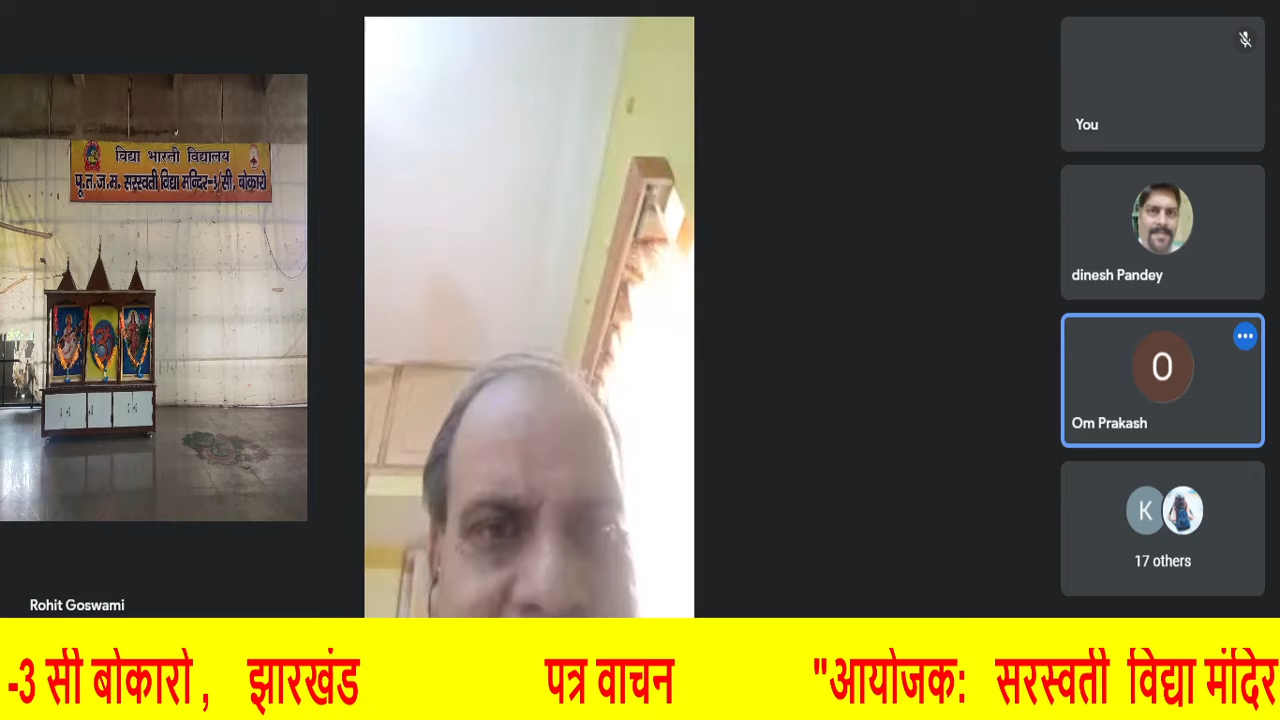 विद्या भारती विद्यालय
पू.त.ज.म. सरस्वती विद्या मन्दिर-3/सी, बोकारो
You
dinesh Pandey
O
Om Prakash
K
17 others
Rohit Goswami
-3 सी बोकारो , झारखंड पत्र वाचन "आयोजक: सरस्वती विद्या मंदिर